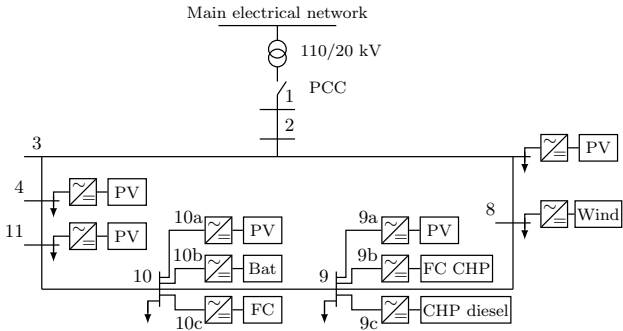 Main electrical network
110/20 kV
PCC
1
2
3
PV
4
PV
8
Wind
11
PV
10a
PV
9a
PV
10b
Bat
9b
FC CHP
10
9
10c
FC
9c
CHP diesel